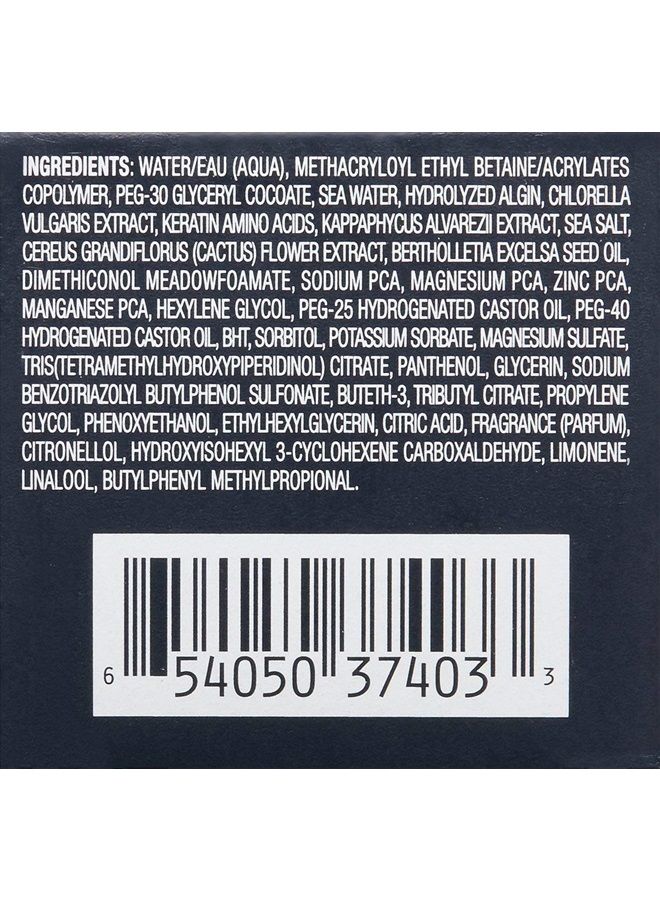 INGREDIENTS: WATER/EAU (AQUA), METHACRYLOYL ETHYL BETAINE/ACRYLATES
COPOLYMER, PEG-30 GLYCERYL COCOATE, SEA WATER, HYDROLYZED ALGIN, CHLORELLA
VULGARIS EXTRACT, KERATIN AMINO ACIDS, KAPPAPHYCUS ALVAREZII EXTRACT, SEA SALT,
CEREUS GRANDIFLORUS (CACTUS) FLOWER EXTRACT, BERTHOLLETIA EXCELSA SEED OIL,
DIMETHICONOL MEADOWFOAMATE, SODIUM PCA, MAGNESIUM PCA, ZINC PCA,
MANGANESE PCA, HEXYLENE GLYCOL, PEG-25 HYDROGENATED CASTOR OIL, PEG-40
HYDROGENATED CASTOR OIL, BHT, SORBITOL, POTASSIUM SORBATE, MAGNESIUM SULFATE,
TRIS(TETRAMETHYLHYDROXYPIPERIDINOL) CITRATE, PANTHENOL, GLYCERIN, SODIUM
BENZOTRIAZOLYL BUTYLPHENOL SULFONATE, BUTETH-3, TRIBUTYL CITRATE, PROPYLENE
GLYCOL, PHENOXYETHANOL, ETHYLHEXYLGLYCERIN, CITRIC ACID, FRAGRANCE (PARFUM),
CITRONELLOL, HYDROXYISOHEXYL 3-CYCLOHEXENE CARBOXALDEHYDE, LIMONENE,
LINALOOL, BUTYLPHENYL METHYLPROPIONAL.
6 54050 37403 3